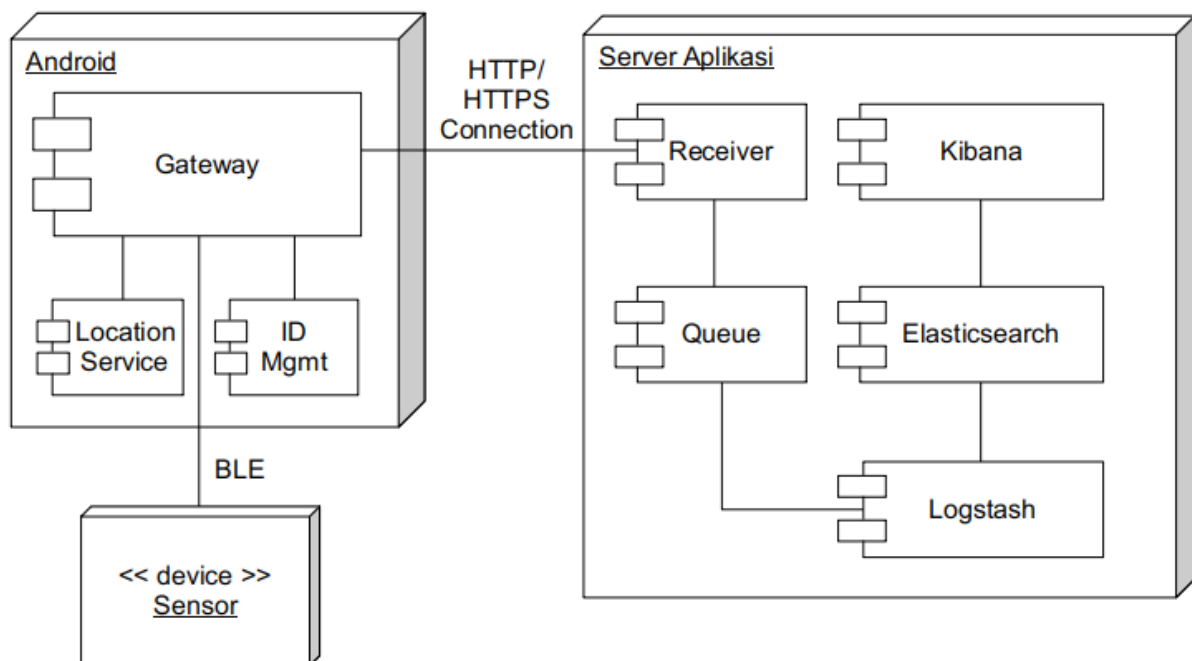 Android
Gateway
Location
Service
ID
Mgmt
HTTP/
HTTPS
Connection
BLE
<< device >>
Sensor
Server Aplikasi
Receiver
Kibana
Queue
Elasticsearch
Logstash